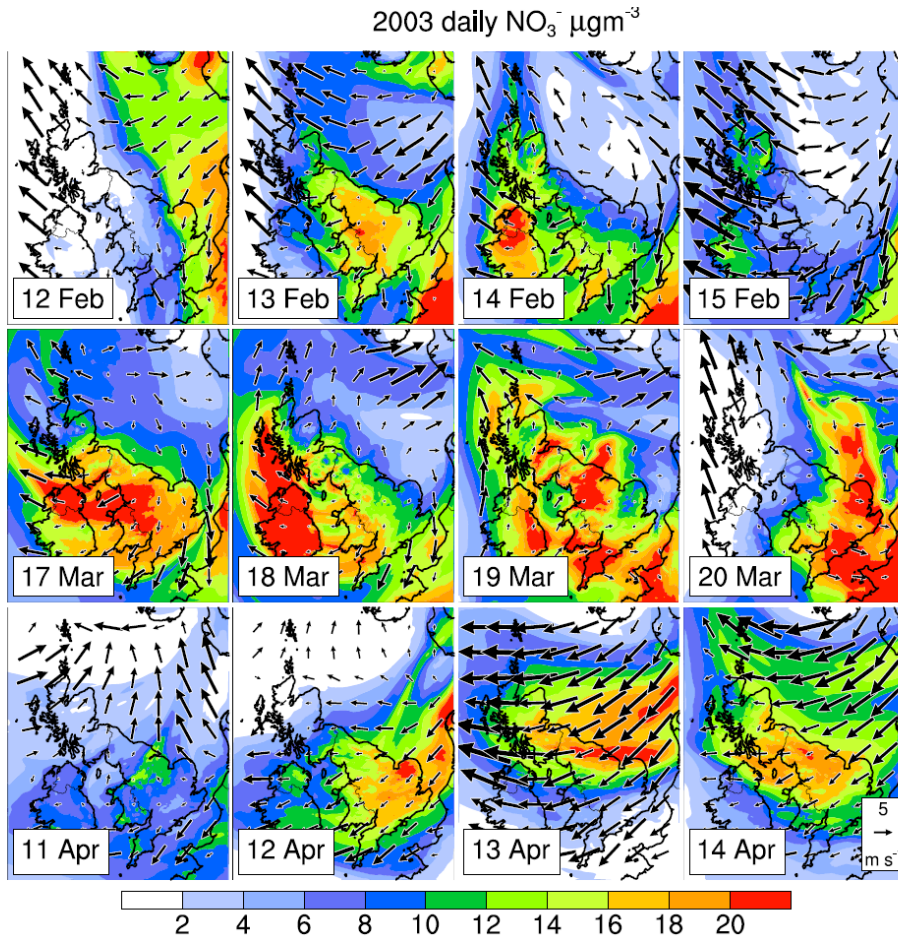 2003 daily NO₃⁻ μgm⁻³
12 Feb 13 Feb 14 Feb 15 Feb
17 Mar 18 Mar 19 Mar 20 Mar
5
m s⁻¹
11 Apr 12 Apr 13 Apr 14 Apr
2 4 6 8 10 12 14 16 18 20